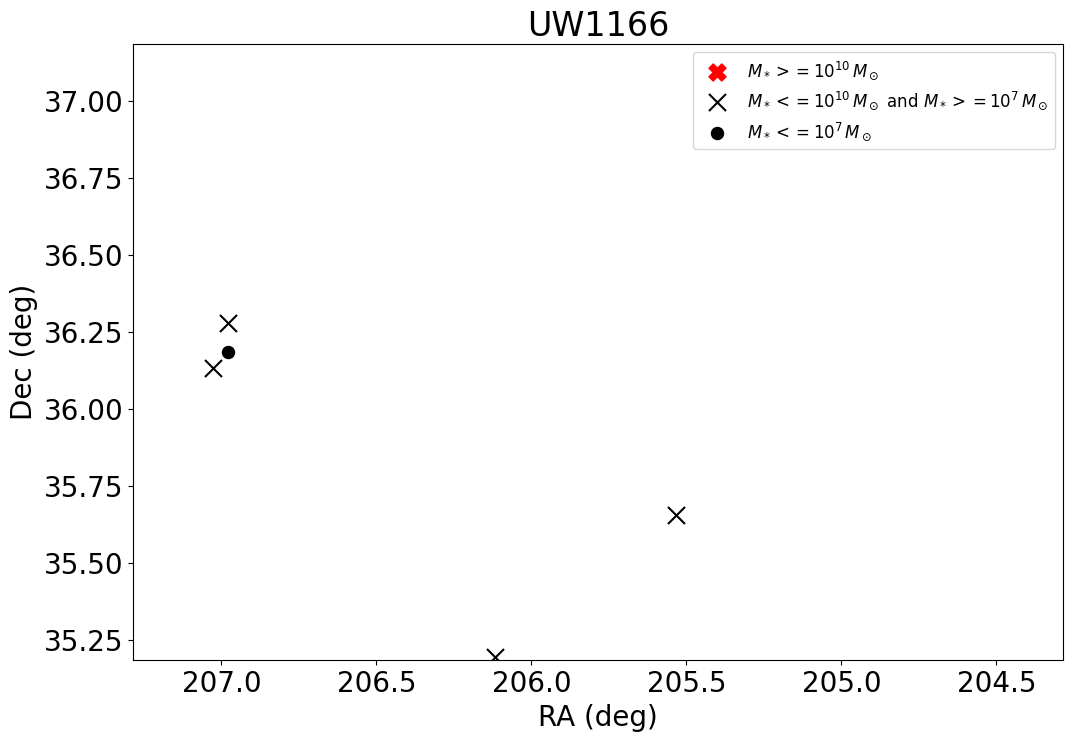 UW1166
M* >= 10^10 M⊙
M* <= 10^10 M⊙ and M* >= 10^7 M⊙
M* <= 10^7 M⊙
37.00
36.75
36.50
36.25
36.00
35.75
35.50
35.25
Dec (deg)
207.0 206.5 206.0 205.5 205.0 204.5
RA (deg)